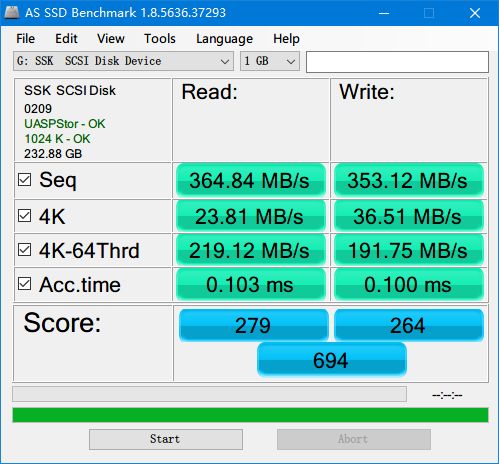 AS SSD Benchmark 1.8.5636.37293
File Edit View Tools Language Help
G: SSK SCSI Disk Device 1 GB
SSK SCSI Disk
0209
UASPStor - OK
1024 K - OK
232.88 GB
Read: Write:
Seq 364.84 MB/s 353.12 MB/s
4K 23.81 MB/s 36.51 MB/s
4K-64Thrd 219.12 MB/s 191.75 MB/s
Acc.time 0.103 ms 0.100 ms
Score: 279 264
694
--:--:--
Start Abort